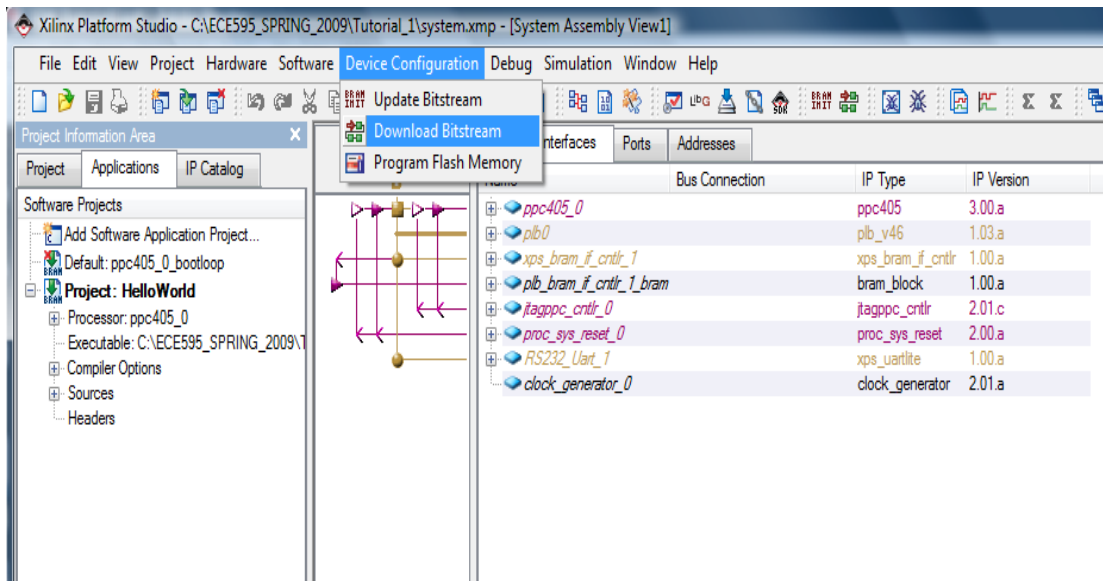 Xilinx Platform Studio - C:\ECE595_SPRING_2009\Tutorial_1\system.xmp - [System Assembly View1]
File Edit View Project Hardware Software Device Configuration Debug Simulation Window Help
Update Bitstream
Download Bitstream
Program Flash Memory
Project Information Area
Project Applications IP Catalog
Software Projects
Add Software Application Project...
Default: ppc405_0_bootloop
Project: HelloWorld
Processor: ppc405_0
Executable: C:\ECE595_SPRING_2009\T
Compiler Options
Sources
Headers
nterfaces Ports Addresses
Name Bus Connection IP Type IP Version
ppc405_0 ppc405 3.00.a
plb0 plb_v46 1.03.a
xps_bram_if_cntlr_1 xps_bram_if_cntlr 1.00.a
plb_bram_if_cntlr_1_bram bram_block 1.00.a
jtagppc_cntlr_0 jtagppc_cntlr 2.01.c
proc_sys_reset_0 proc_sys_reset 2.00.a
RS232_Uart_1 xps_uartlite 1.00.a
clock_generator_0 clock_generator 2.01.a